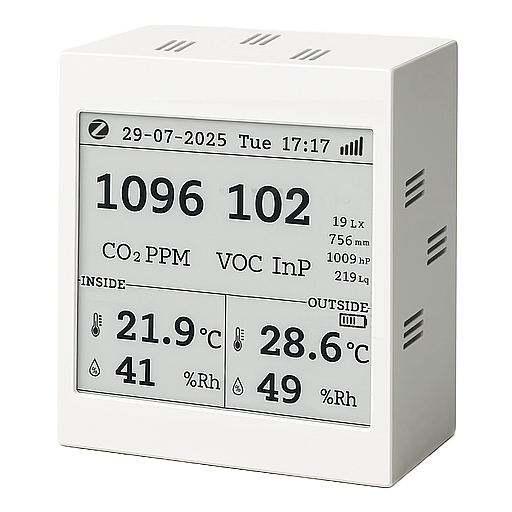 29-07-2025 Tue 17:17
1096 102
19 Lx
756 mm
1009 hP
219 Lq
CO₂ PPM VOC InP
INSIDE
OUTSIDE
21.9 °C
28.6 °C
41 %Rh
49 %Rh